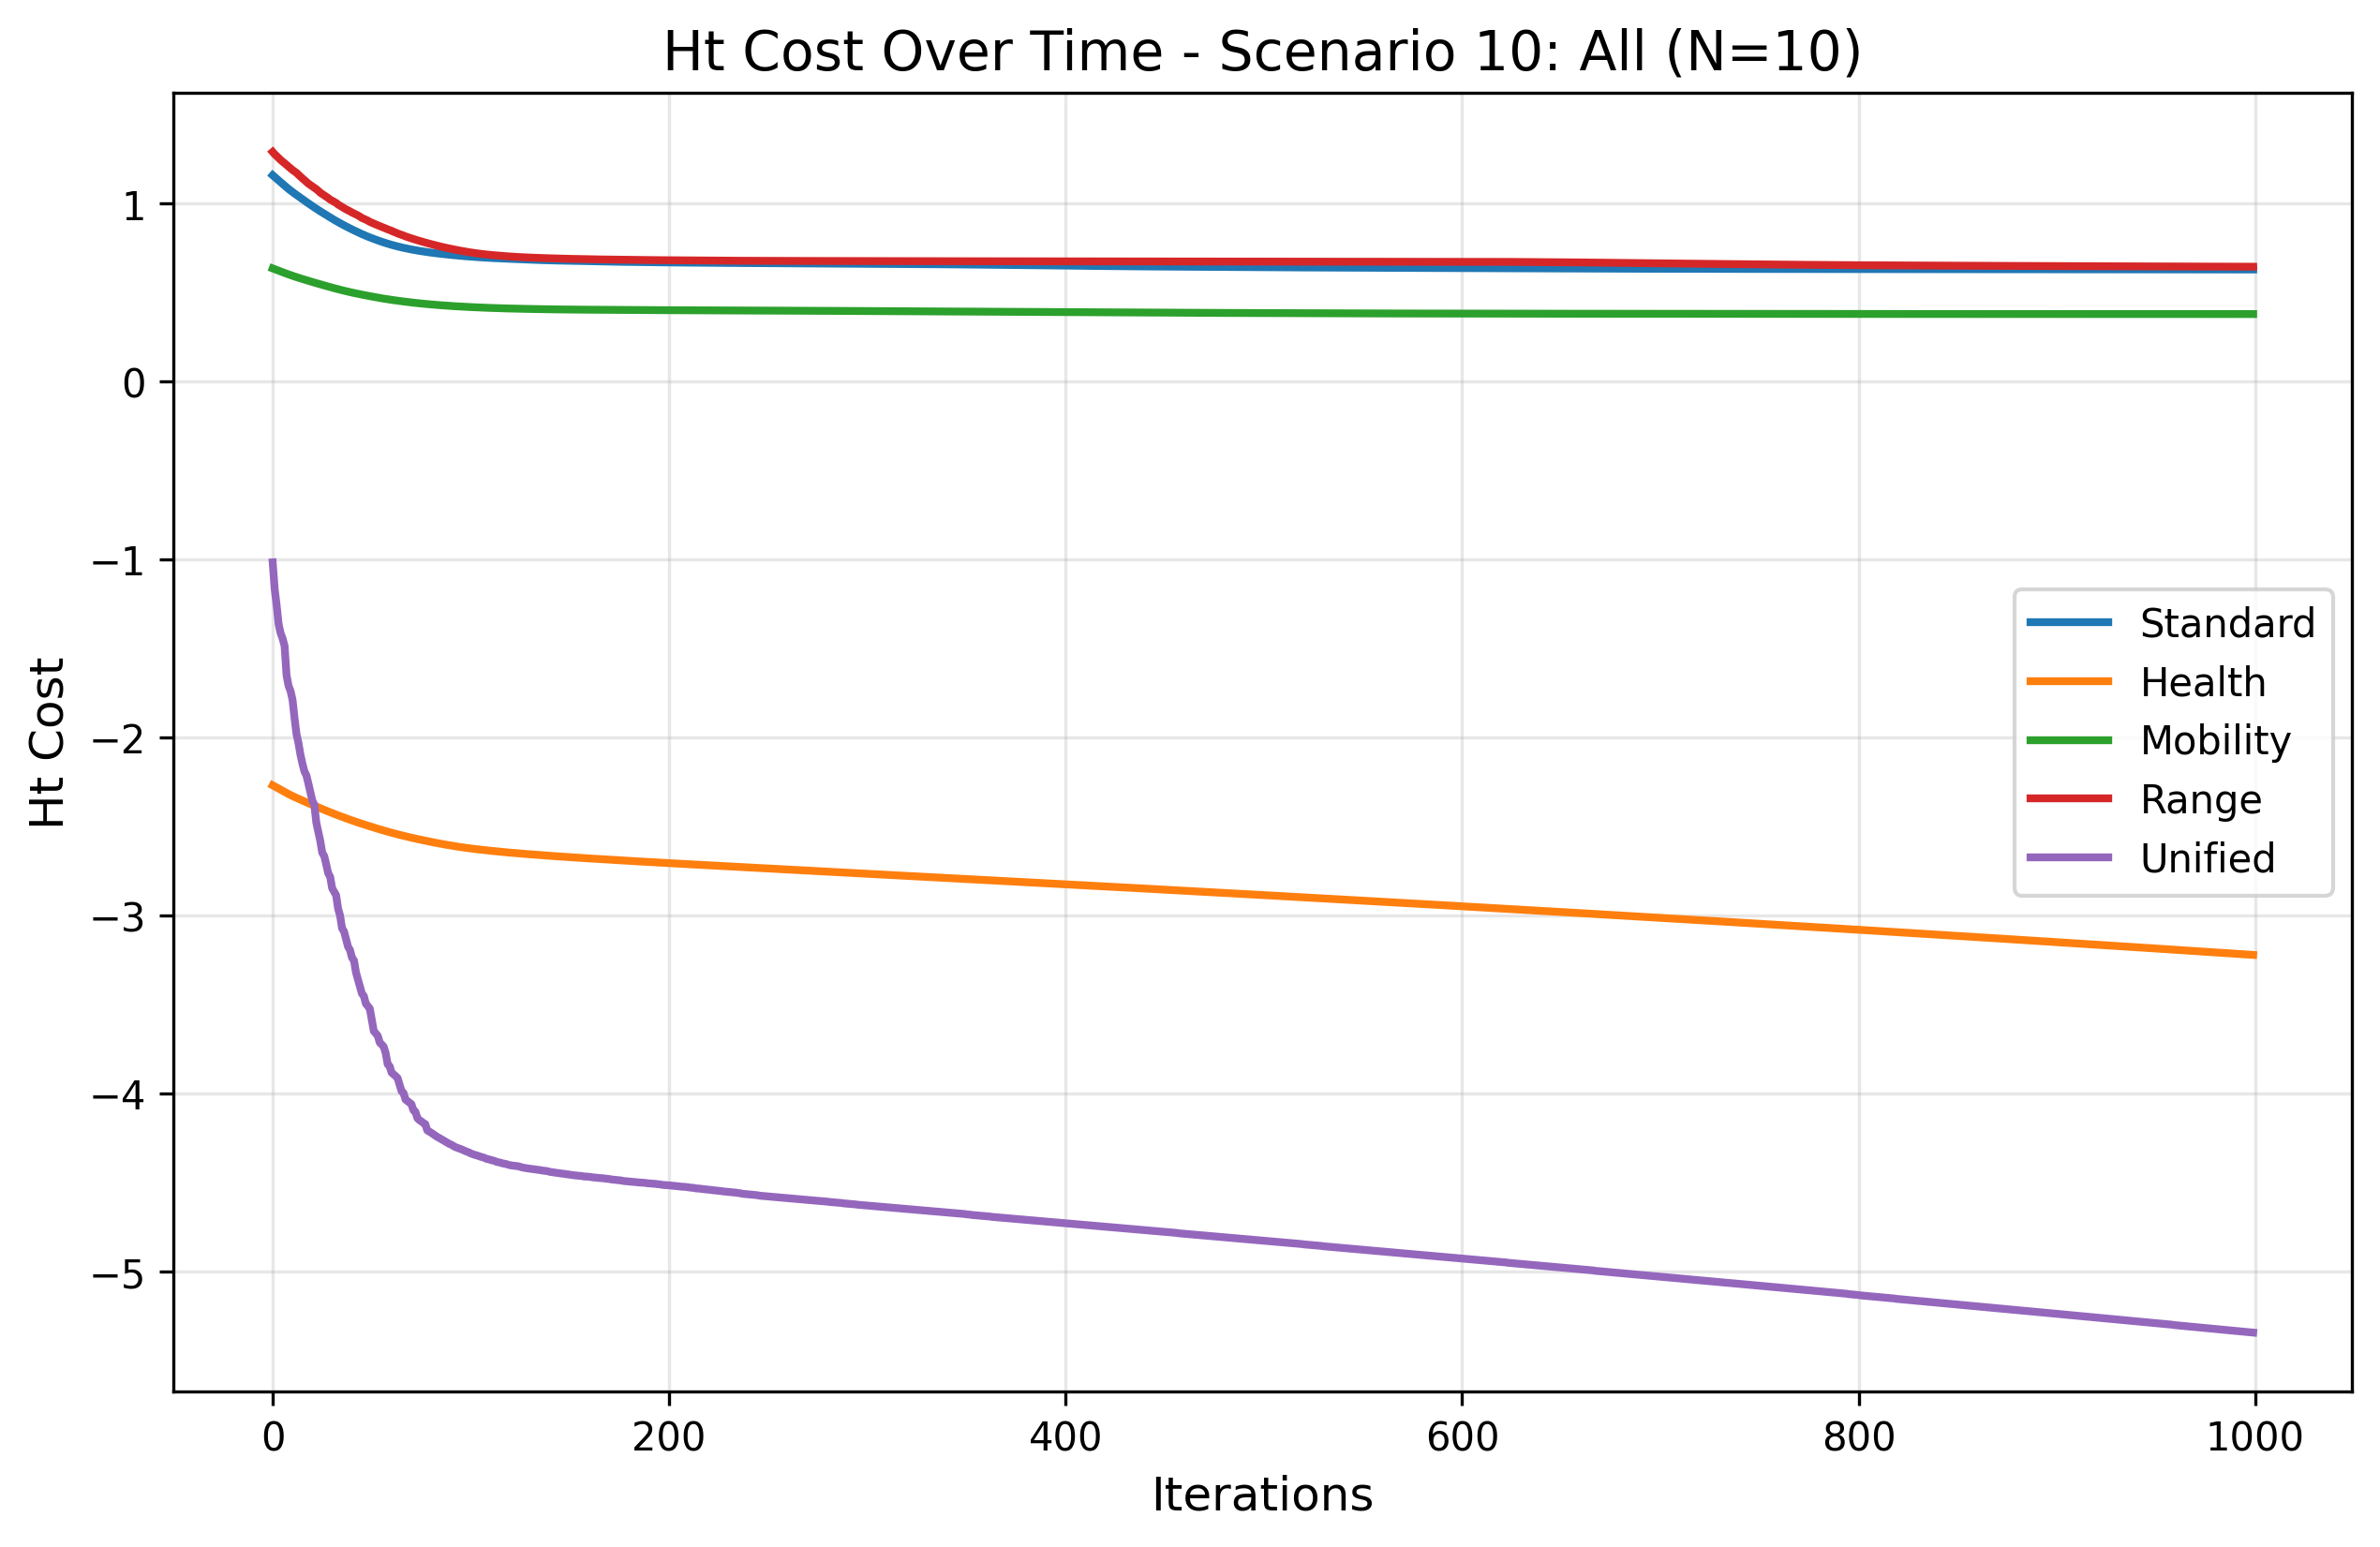 Ht Cost Over Time - Scenario 10: All (N=10)
Ht Cost
1
0
−1
−2
−3
−4
−5
Standard
Health
Mobility
Range
Unified
0 200 400 600 800 1000
Iterations